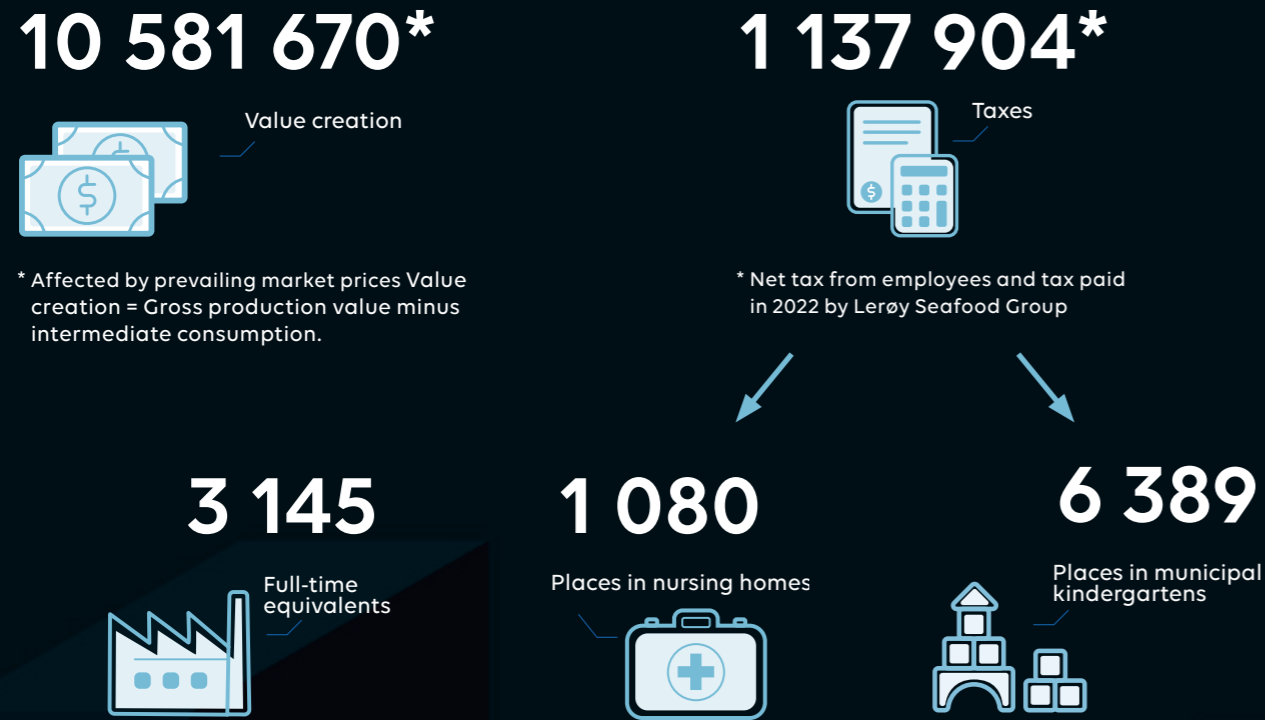 10 581 670*
Value creation
* Affected by prevailing market prices Value
creation = Gross production value minus
intermediate consumption.
1 137 904*
Taxes
* Net tax from employees and tax paid
in 2022 by Lerøy Seafood Group
3 145
Full-time
equivalents
1 080
Places in nursing homes
6 389
Places in municipal
kindergartens